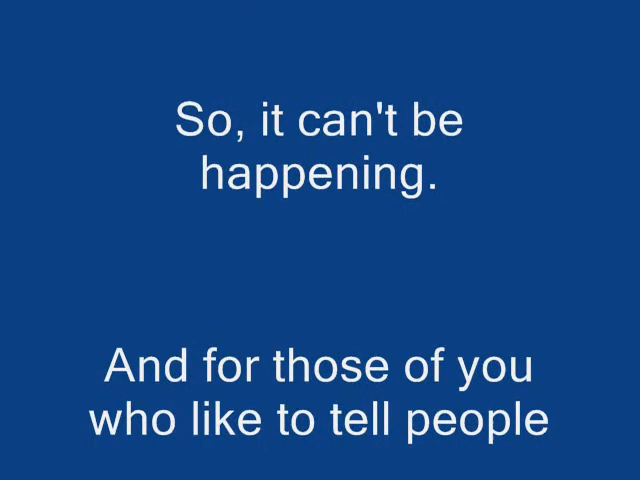 So, it can't be
happening.
And for those of you
who like to tell people